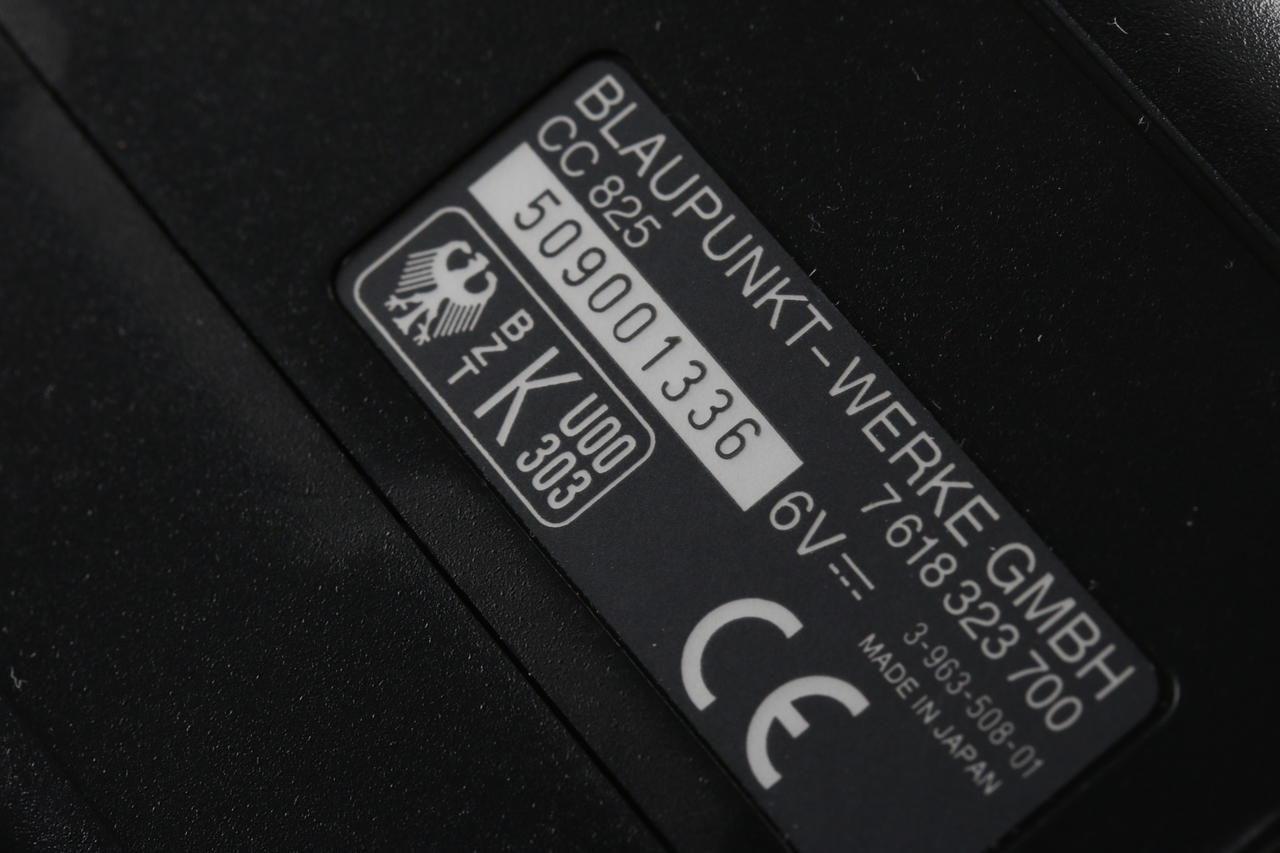 BLAUPUNKT-WERKE GMBH
CC 825
7 618 323 700
509001336
6V
3-963-508-01
MADE IN JAPAN
BZT
K
U00
303
CE